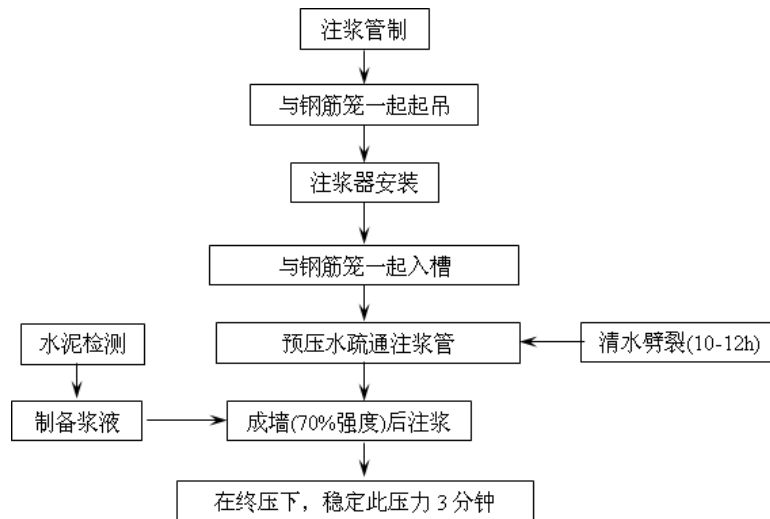 注浆管制
与钢筋笼一起起吊
注浆器安装
与钢筋笼一起入槽
水泥检测
预压水疏通注浆管
清水劈裂(10-12h)
制备浆液
成墙(70%强度)后注浆
在终压下，稳定此压力 3 分钟